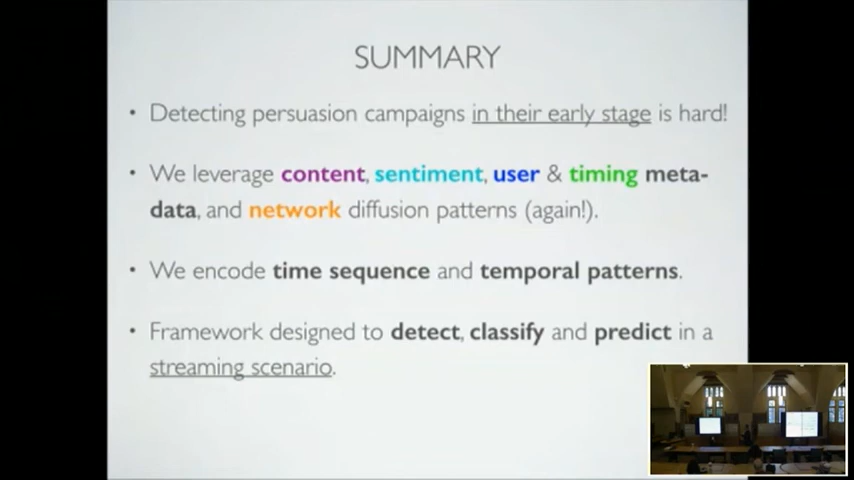 SUMMARY
• Detecting persuasion campaigns in their early stage is hard!
• We leverage content, sentiment, user & timing meta-
data, and network diffusion patterns (again!).
• We encode time sequence and temporal patterns.
• Framework designed to detect, classify and predict in a
streaming scenario.